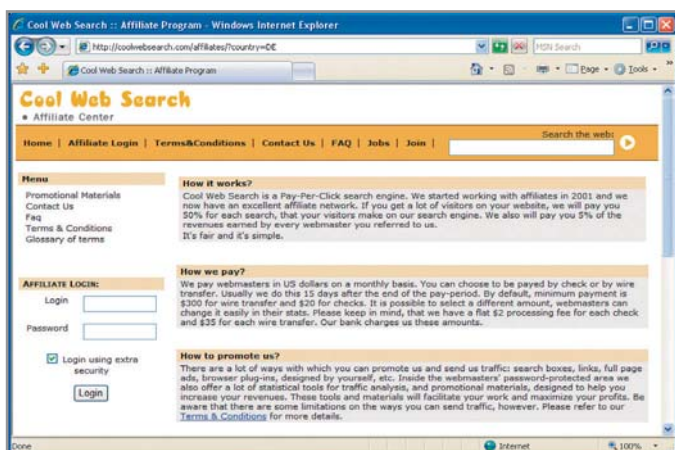 Cool Web Search :: Affiliate Program - Windows Internet Explorer
http://coolwebsearch.com/affiliates/?country=DE
MSN Search
Cool Web Search :: Affiliate Program
Page
Tools
Cool Web Search
Affiliate Center
Search the web:
Home | Affiliate Login | Terms&Conditions | Contact Us | FAQ | Jobs | Join |
Menu
Promotional Materials
Contact Us
Faq
Terms & Conditions
Glossary of terms
AFFILIATE LOGIN:
Login
Password
Login using extra
security
Login
How it works?
Cool Web Search is a Pay-Per-Click search engine. We started working with affiliates in 2001 and we
now have an excellent affiliate network. If you get a lot of visitors on your website, we will pay you
50% for each search, that your visitors make on our search engine. We also will pay you 5% of the
revenues earned by every webmaster you referred to us.
It's fair and it's simple.
How we pay?
We pay webmasters in US dollars on a monthly basis. You can choose to be payed by check or by wire
transfer. Usually we do this 15 days after the end of the pay-period. By default, minimum payment is
$300 for wire transfer and $20 for checks. It is possible to select a different amount, webmasters can
change it easily in their stats. Please keep in mind, that we have a flat $2 processing fee for each check
and $35 for each wire transfer. Our bank charges us these amounts.
How to promote us?
There are a lot of ways with which you can promote us and send us traffic: search boxes, links, full page
ads, browser plug-ins, designed by yourself, etc. Inside the webmasters' password-protected area we
also offer a lot of statistical tools for traffic analysis, and promotional materials, designed to help you
increase your revenues. These tools and materials will facilitate your work and maximize your profits. Be
aware that there are some limitations on the ways you can send traffic, however. Please refer to our
Terms & Conditions for more details.
Done
Internet
100%